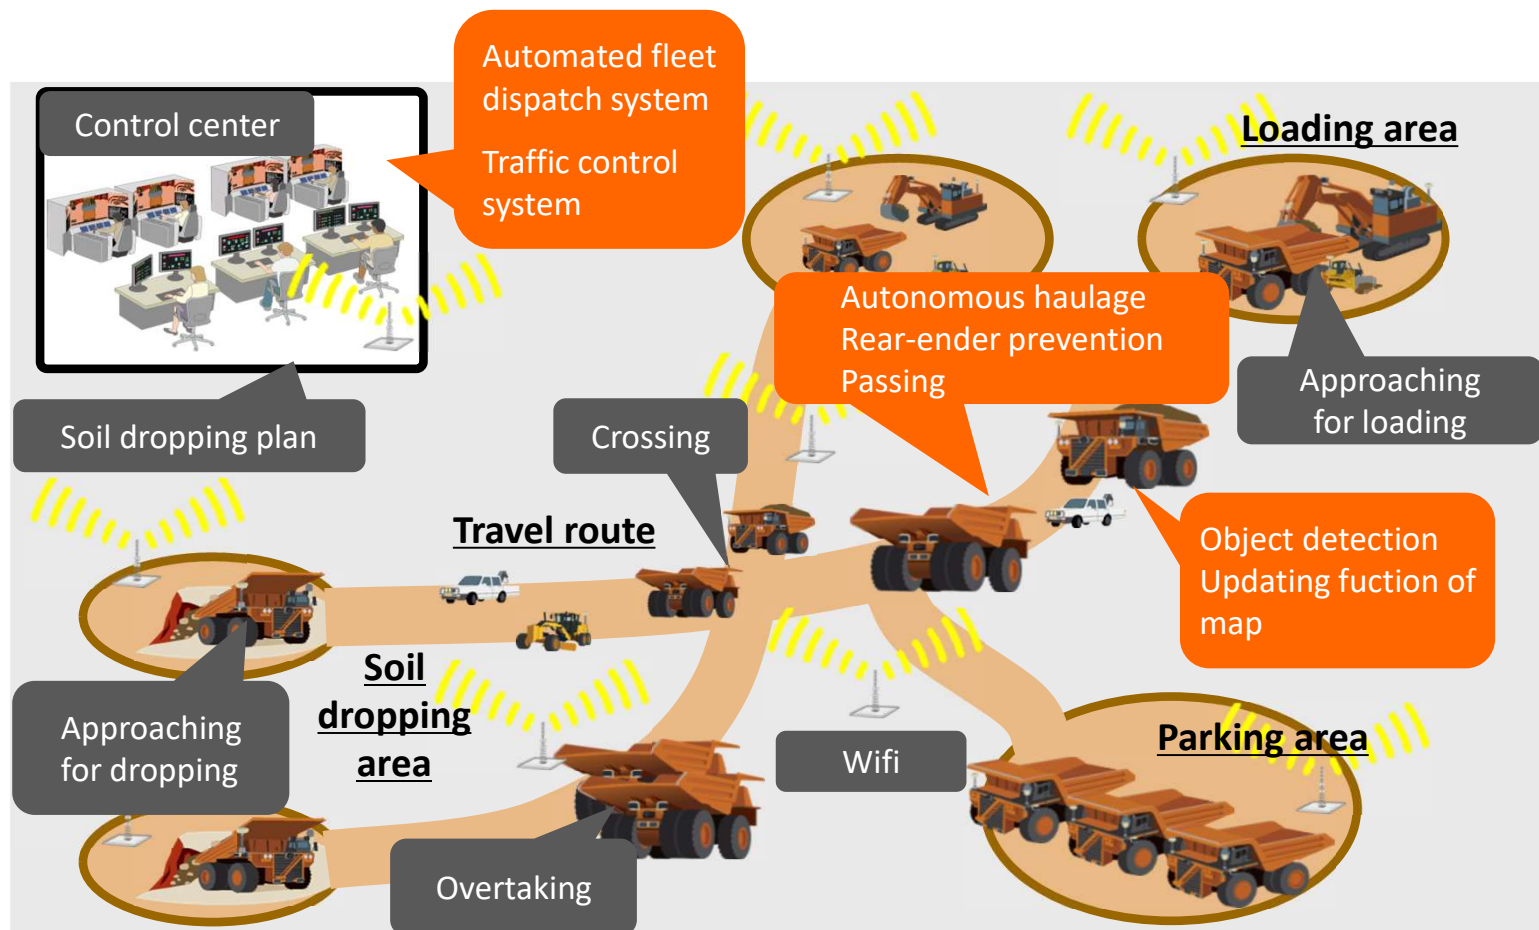 Automated fleet
dispatch system
Traffic control
system
Control center
Loading area
Autonomous haulage
Rear-ender prevention
Passing
Approaching
for loading
Soil dropping plan
Crossing
Travel route
Object detection
Updating fuction of
map
Soil
dropping
area
Approaching
for dropping
Wifi
Parking area
Overtaking